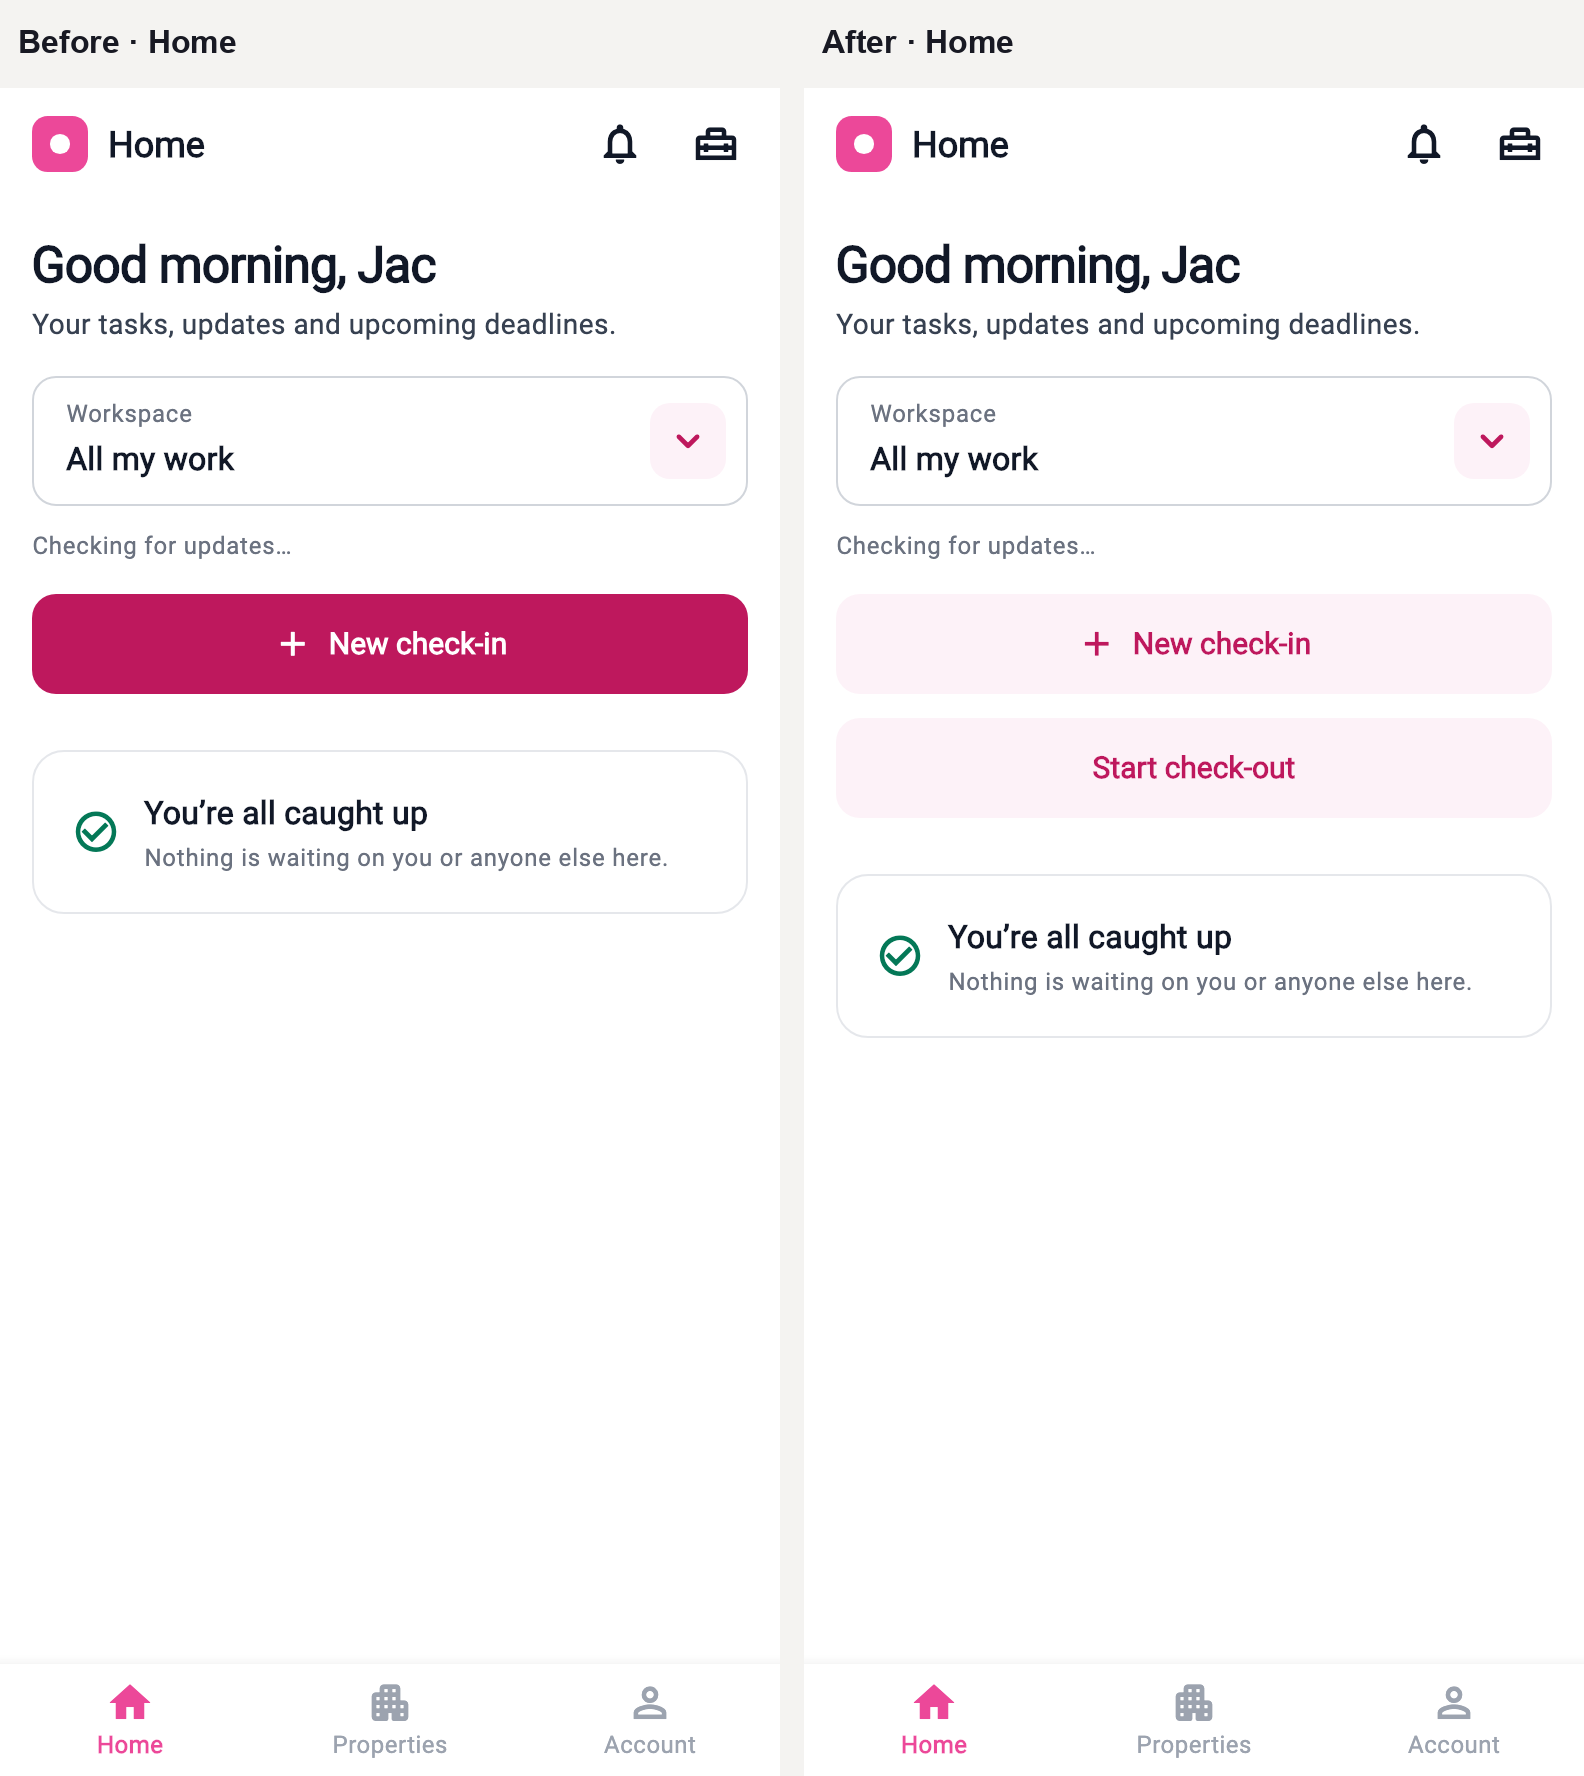 Before · Home
Home
Good morning, Jac
Your tasks, updates and upcoming deadlines.
Workspace
All my work
Checking for updates…
+ New check-in
You’re all caught up
Nothing is waiting on you or anyone else here.
Home
Properties
Account
After · Home
Home
Good morning, Jac
Your tasks, updates and upcoming deadlines.
Workspace
All my work
Checking for updates…
+ New check-in
Start check-out
You’re all caught up
Nothing is waiting on you or anyone else here.
Home
Properties
Account